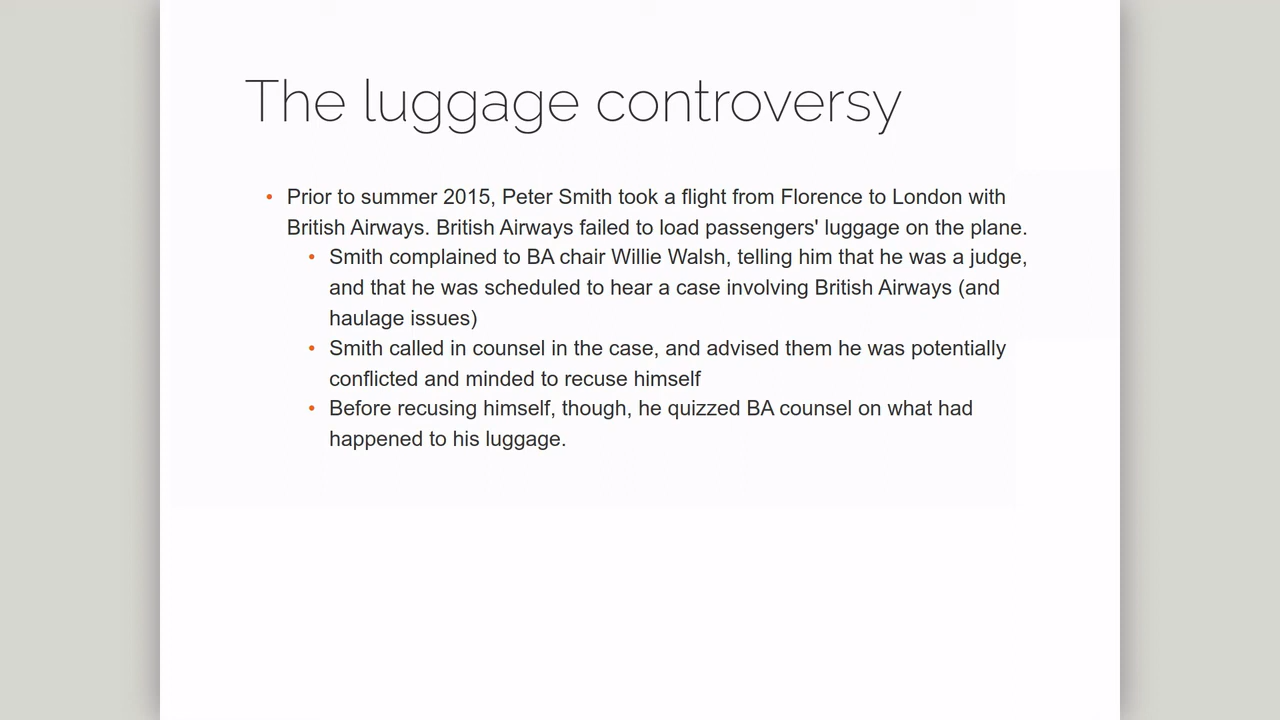 The luggage controversy
• Prior to summer 2015, Peter Smith took a flight from Florence to London with
British Airways. British Airways failed to load passengers' luggage on the plane.
• Smith complained to BA chair Willie Walsh, telling him that he was a judge,
and that he was scheduled to hear a case involving British Airways (and
haulage issues)
• Smith called in counsel in the case, and advised them he was potentially
conflicted and minded to recuse himself
• Before recusing himself, though, he quizzed BA counsel on what had
happened to his luggage.